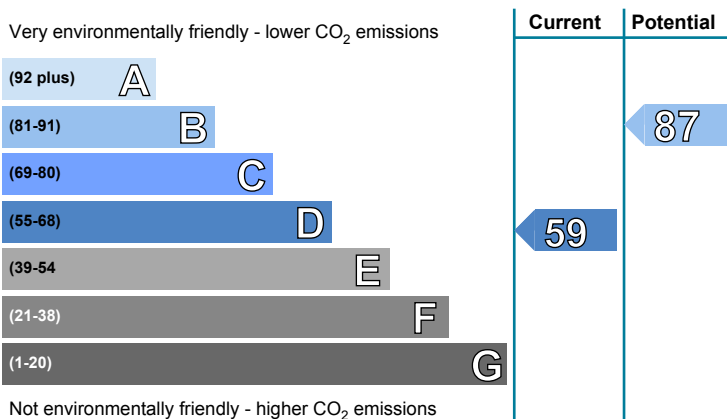 Current Potential
Very environmentally friendly - lower CO2 emissions
(92 plus) A
(81-91) B 87
(69-80) C
(55-68) D 59
(39-54 E
(21-38) F
(1-20) G
Not environmentally friendly - higher CO2 emissions